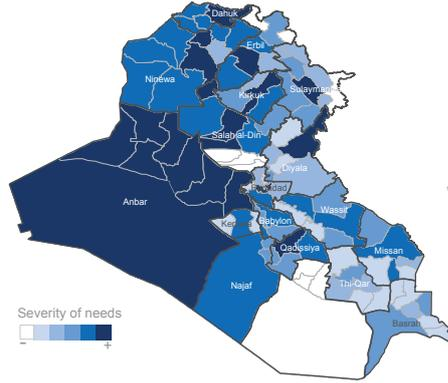 Dahuk
Erbil
Ninewa
Kirkuk
Sulaymaniyah
Salah al-Din
Diyala
Anbar
Baghdad
Kerbala
Babylon
Wassit
Qadissiya
Missan
Najaf
Thi-Qar
Basrah
Severity of needs
- +